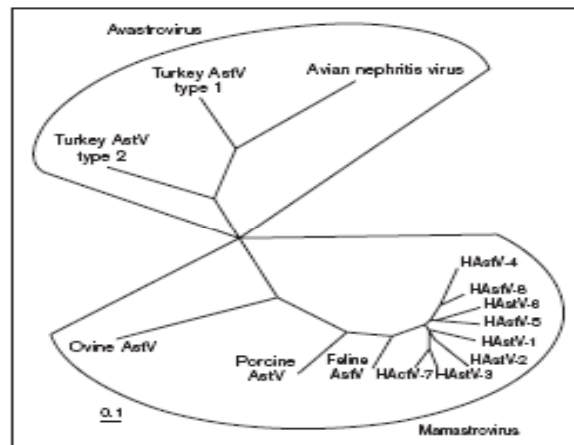 Avastrovirus
Turkey AstV
type 1
Avian nephritis virus
Turkey AstV
type 2
HAstV-4
HAstV-8
HAstV-6
HAstV-5
HAstV-1
HAstV-2
HAstV-3
HAstV-7
Feline
AstV
Porcine
AstV
Ovine AstV
0.1
Mamastrovirus